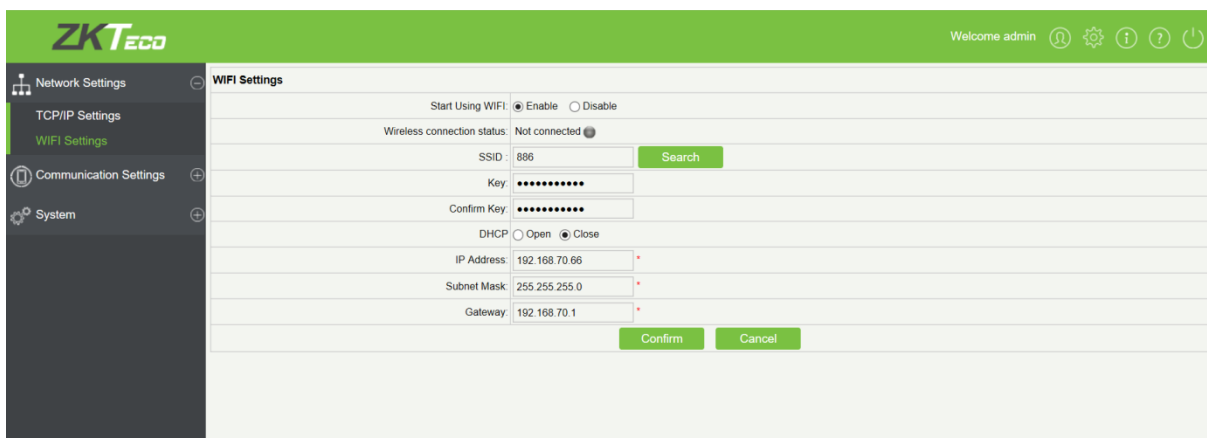 ZKTeco
Welcome admin
Network Settings
TCP/IP Settings
WIFI Settings
Communication Settings
System
WIFI Settings
Start Using WIFI: Enable Disable
Wireless connection status: Not connected
SSID : 886 Search
Key: •••••••••••
Confirm Key: •••••••••••
DHCP Open Close
IP Address: 192.168.70.66 *
Subnet Mask: 255.255.255.0 *
Gateway: 192.168.70.1 *
Confirm Cancel